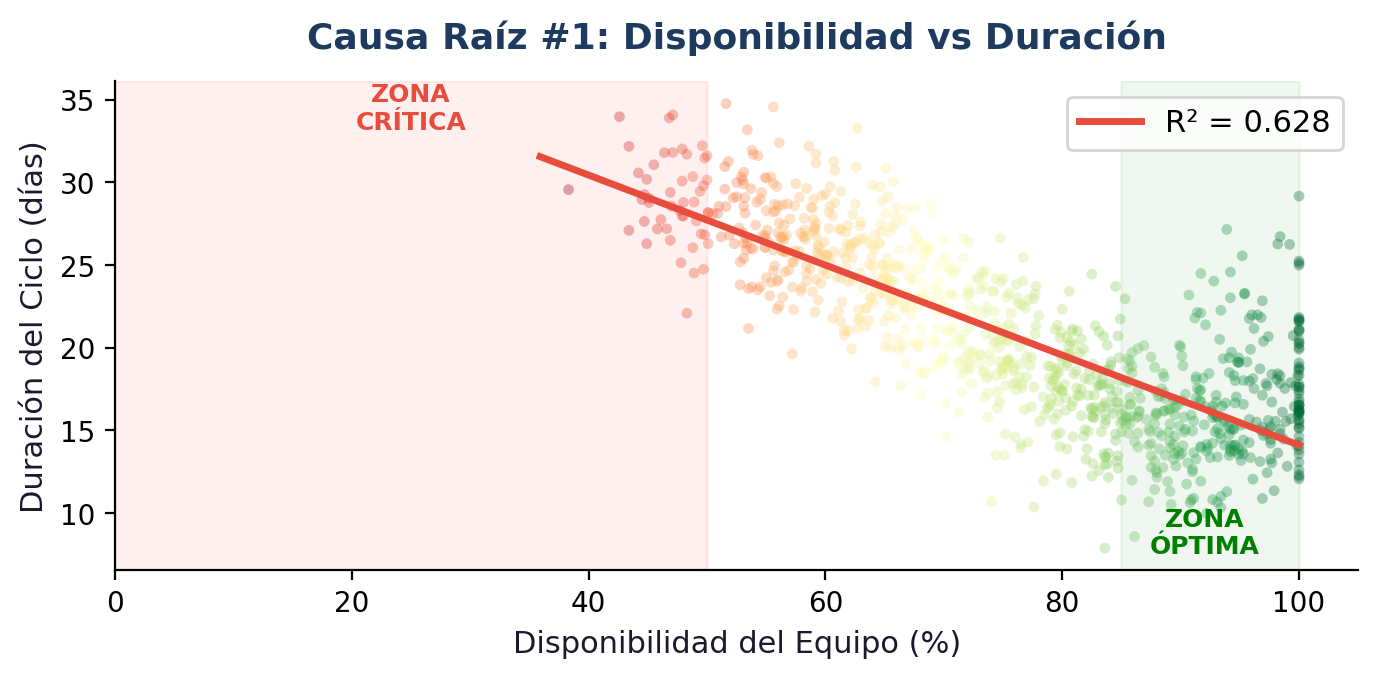 Causa Raíz #1: Disponibilidad vs Duración
35
30
25
20
15
10
Duración del Ciclo (días)
ZONA
CRÍTICA
R² = 0.628
ZONA
ÓPTIMA
0
20
40
60
80
100
Disponibilidad del Equipo (%)